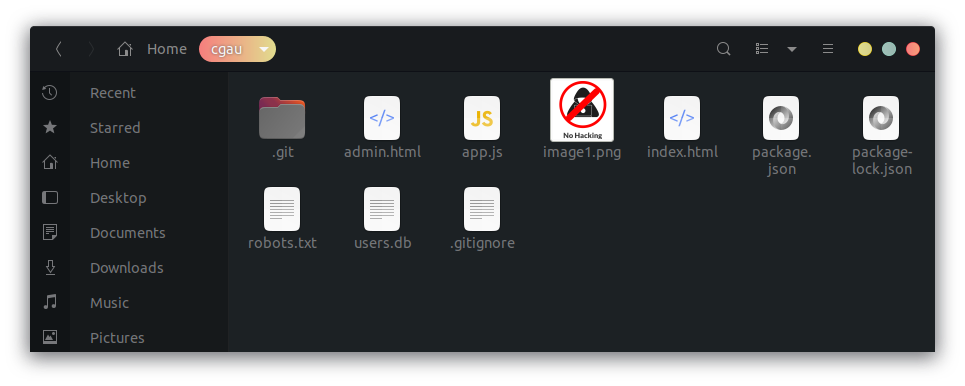 Home cgau
Recent
Starred
Home
Desktop
Documents
Downloads
Music
Pictures
</>
JS
No Hacking
</>
.git admin.html app.js image1.png index.html package.json package-lock.json
robots.txt users.db .gitignore